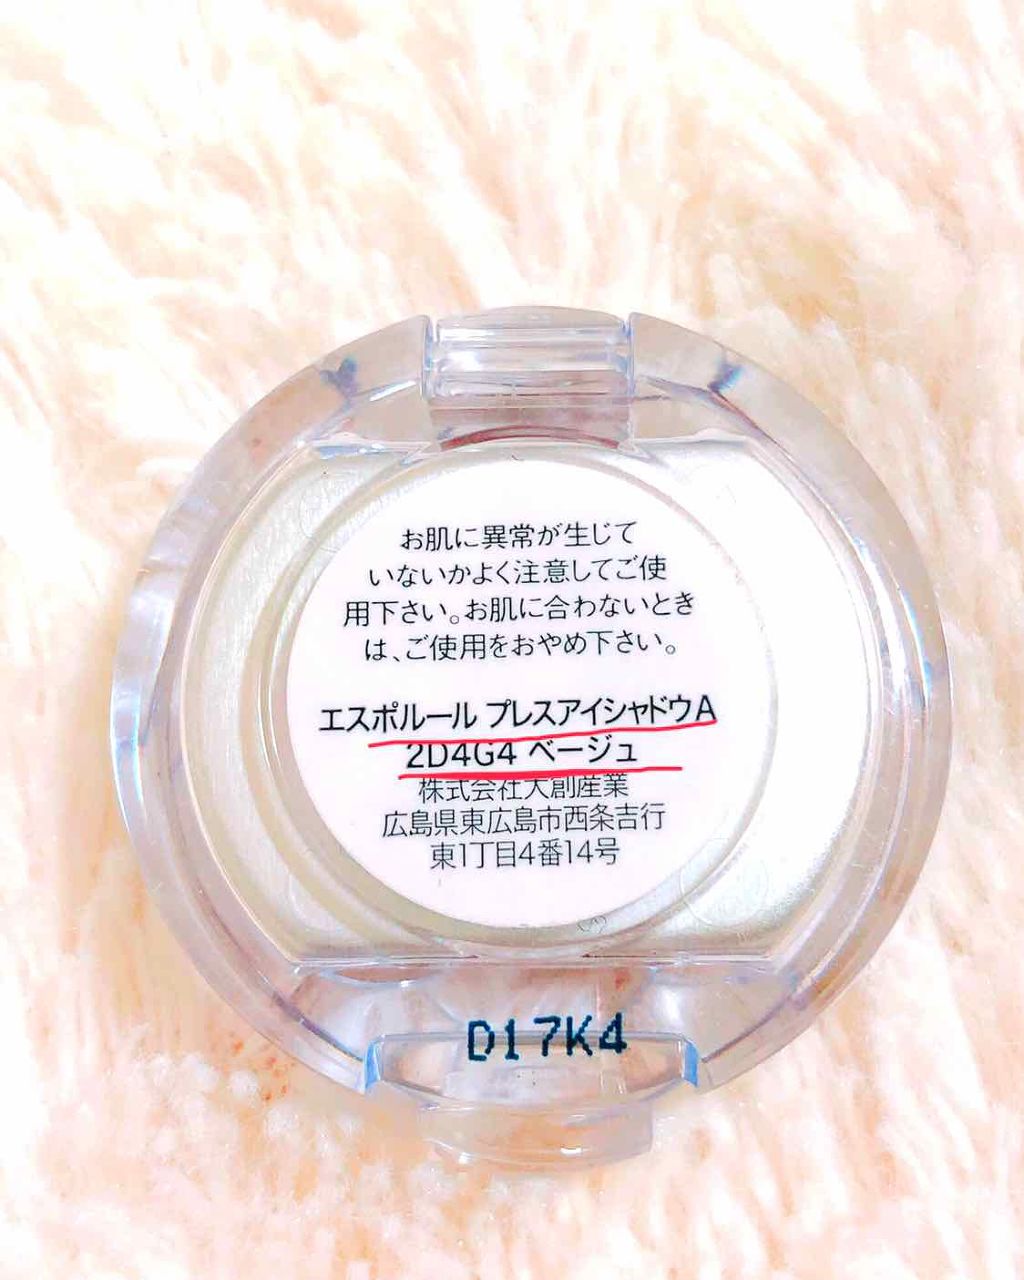 お肌に異常が生じて
いないかよく注意してご使
用下さい。お肌に合わないとき
は、ご使用をおやめ下さい。
エスポルール プレスアイシャドウA
2D4G4 ベージュ
株式会社大創産業
広島県東広島市西条吉行
東1丁目4番14号
D17K4